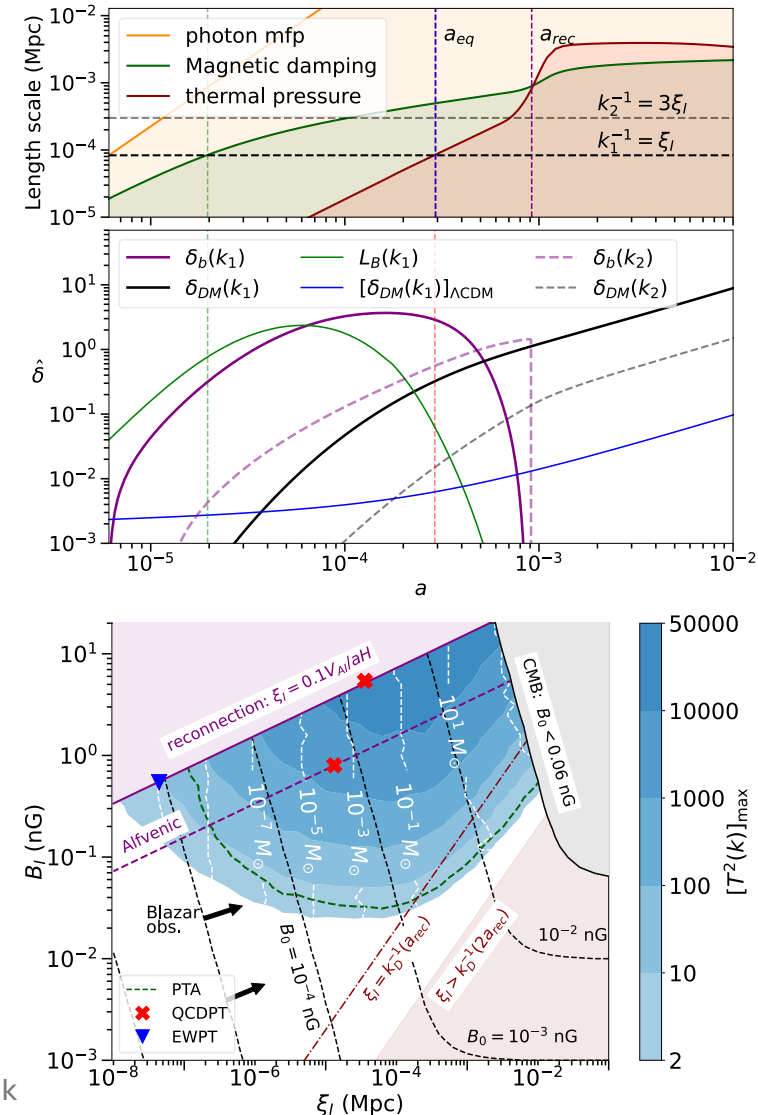 10⁻²
10⁻³
10⁻⁴
10⁻⁵
Length scale (Mpc)
photon mfp
Magnetic damping
thermal pressure
a_eq
a_rec
k₂⁻¹ = 3ξ_I
k₁⁻¹ = ξ_I
10¹
10⁰
10⁻¹
10⁻²
10⁻³
δ_b(k₁)
δ_DM(k₁)
L_B(k₁)
[δ_DM(k₁)]_ΛCDM
δ_b(k₂)
δ_DM(k₂)
10⁻⁵
10⁻⁴
10⁻³
10⁻²
a
10¹
10⁰
10⁻¹
10⁻²
10⁻³
B_I (nG)
reconnection: ξ_I = 0.1V_AI/aH
Alfvenic
CMB: B₀ < 0.06 nG
10⁻⁷ M_⊙
10⁻⁵ M_⊙
10⁻³ M_⊙
10⁻¹ M_⊙
10¹ M_⊙
Blazar
obs.
B₀ = 10⁻⁴ nG
ξ_I = k_D⁻¹(a_rec)
ξ_I > k_D⁻¹(2a_rec)
10⁻² nG
B₀ = 10⁻³ nG
PTA
QCDPT
EWPT
10⁻⁸
10⁻⁶
10⁻⁴
10⁻²
ξ_I (Mpc)
50000
10000
1000
100
10
2
[T²(k)]_max
k